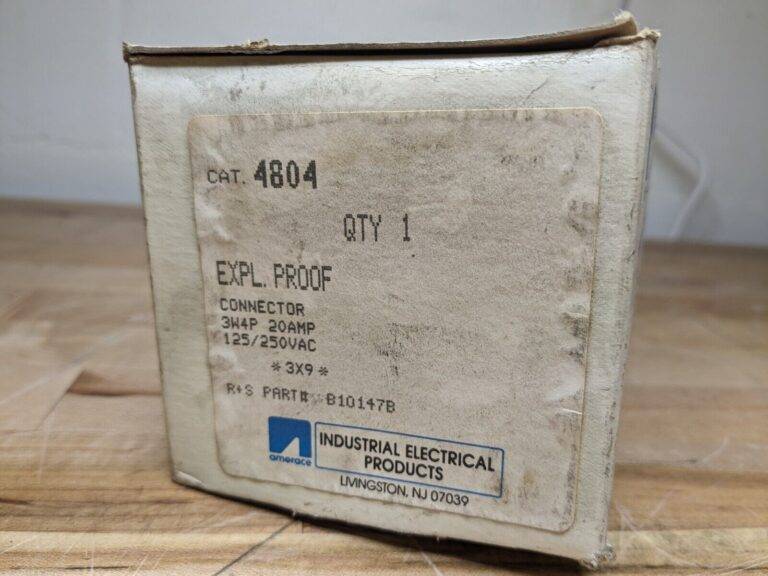 CAT. 4804
QTY 1
EXPL. PROOF
CONNECTOR
3W4P 20AMP
125/250VAC
*3X9*
R+S PART# B10147B
amerace
INDUSTRIAL ELECTRICAL
PRODUCTS
LIVINGSTON, NJ 07039